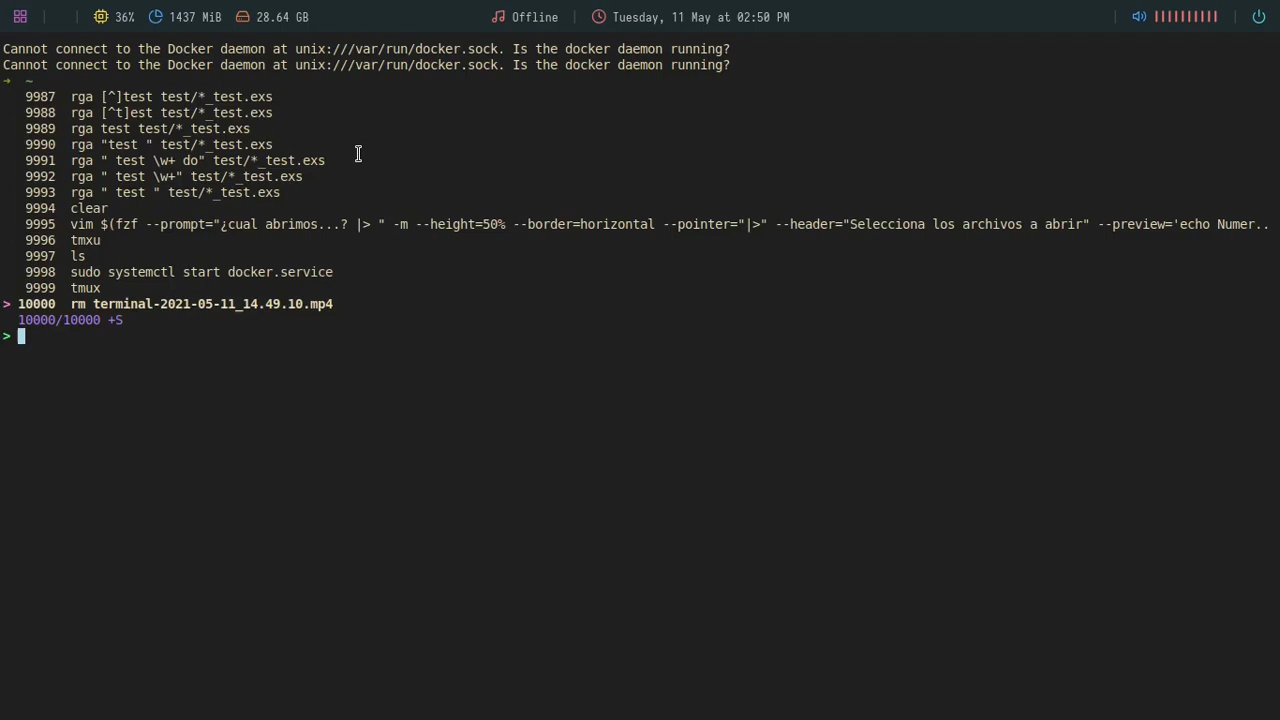 36% 1437 MiB 28.64 GB Offline Tuesday, 11 May at 02:50 PM
Cannot connect to the Docker daemon at unix:///var/run/docker.sock. Is the docker daemon running?
Cannot connect to the Docker daemon at unix:///var/run/docker.sock. Is the docker daemon running?
→ ~
9987 rga [^]test test/*_test.exs
9988 rga [^t]est test/*_test.exs
9989 rga test test/*_test.exs
9990 rga "test " test/*_test.exs
9991 rga " test \w+ do" test/*_test.exs
9992 rga " test \w+" test/*_test.exs
9993 rga " test " test/*_test.exs
9994 clear
9995 vim $(fzf --prompt="¿cual abrimos...? |> " -m --height=50% --border=horizontal --pointer="|>" --header="Selecciona los archivos a abrir" --preview='echo Numer..
9996 tmxu
9997 ls
9998 sudo systemctl start docker.service
9999 tmux
> 10000 rm terminal-2021-05-11_14.49.10.mp4
10000/10000 +S
>